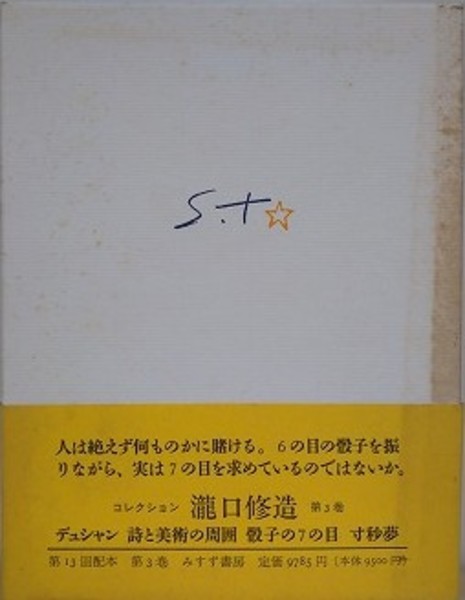 S.T☆
人は絶えず何ものかに賭ける。6の目の骰子を振
りながら、実は7の目を求めているのではないか。
コレクション 瀧口修造 第3巻
デュシャン 詩と美術の周囲 骰子の7の目 寸秒夢
第13回配本 第3巻 みすず書房 定価9785円〔本体9500円〕